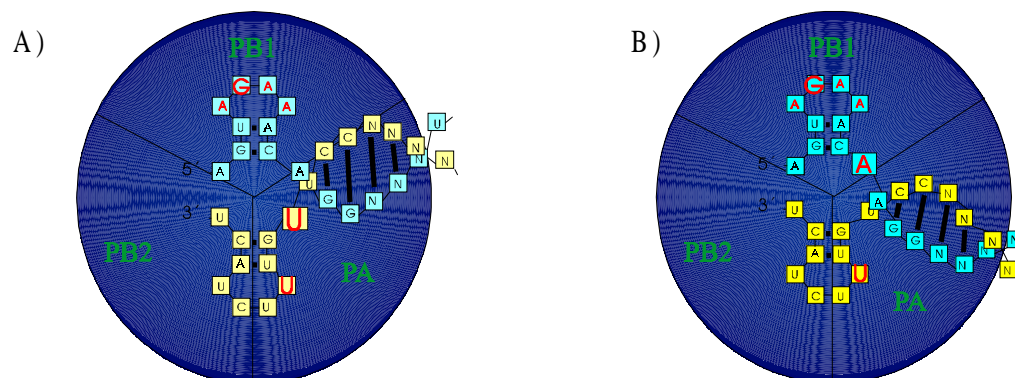 A)
PB1
G A
A A
U A
G C
5´ A A
C C N N N N
U G G N N N U
3´ U U
C G
A U
U U
C U
PB2
PA
B)
PB1
G A
A A
U A
G C
5´ A A
C C N N N N
U A G G N N N N
3´ U
C G
A U
U U
C U
PB2
PA